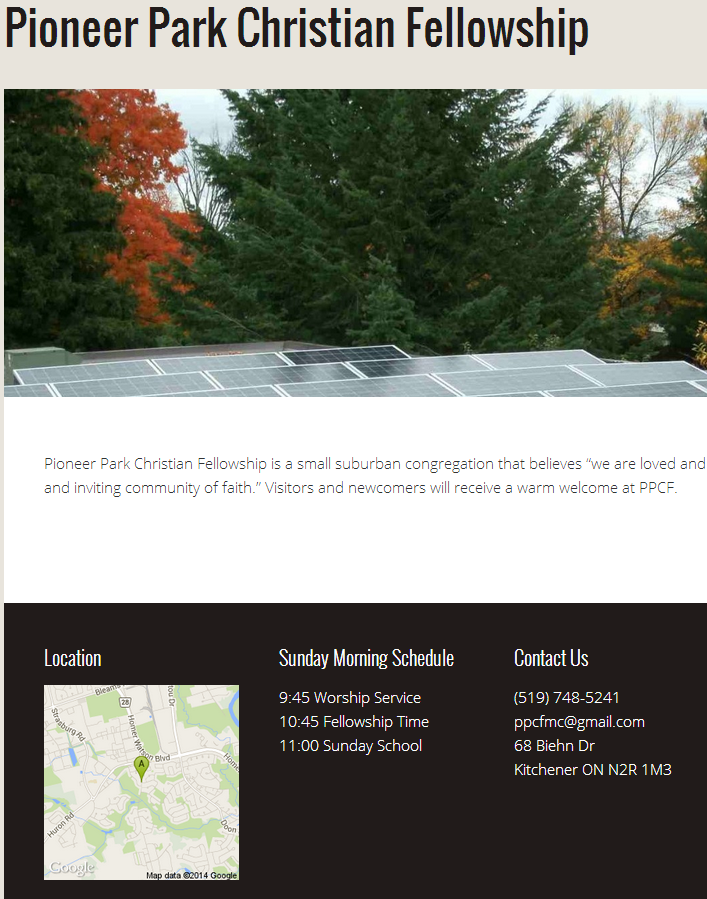 Pioneer Park Christian Fellowship
Pioneer Park Christian Fellowship is a small suburban congregation that believes “we are loved and
and inviting community of faith.” Visitors and newcomers will receive a warm welcome at PPCF.
Location
Sunday Morning Schedule
9:45 Worship Service
10:45 Fellowship Time
11:00 Sunday School
Contact Us
(519) 748-5241
ppcfmc@gmail.com
68 Biehn Dr
Kitchener ON N2R 1M3
Bleams
28
tou Dr
Strasburg Rd
Homer Watson Blvd
Home
A
Huron Rd
Doon
Google
Map data ©2014 Google